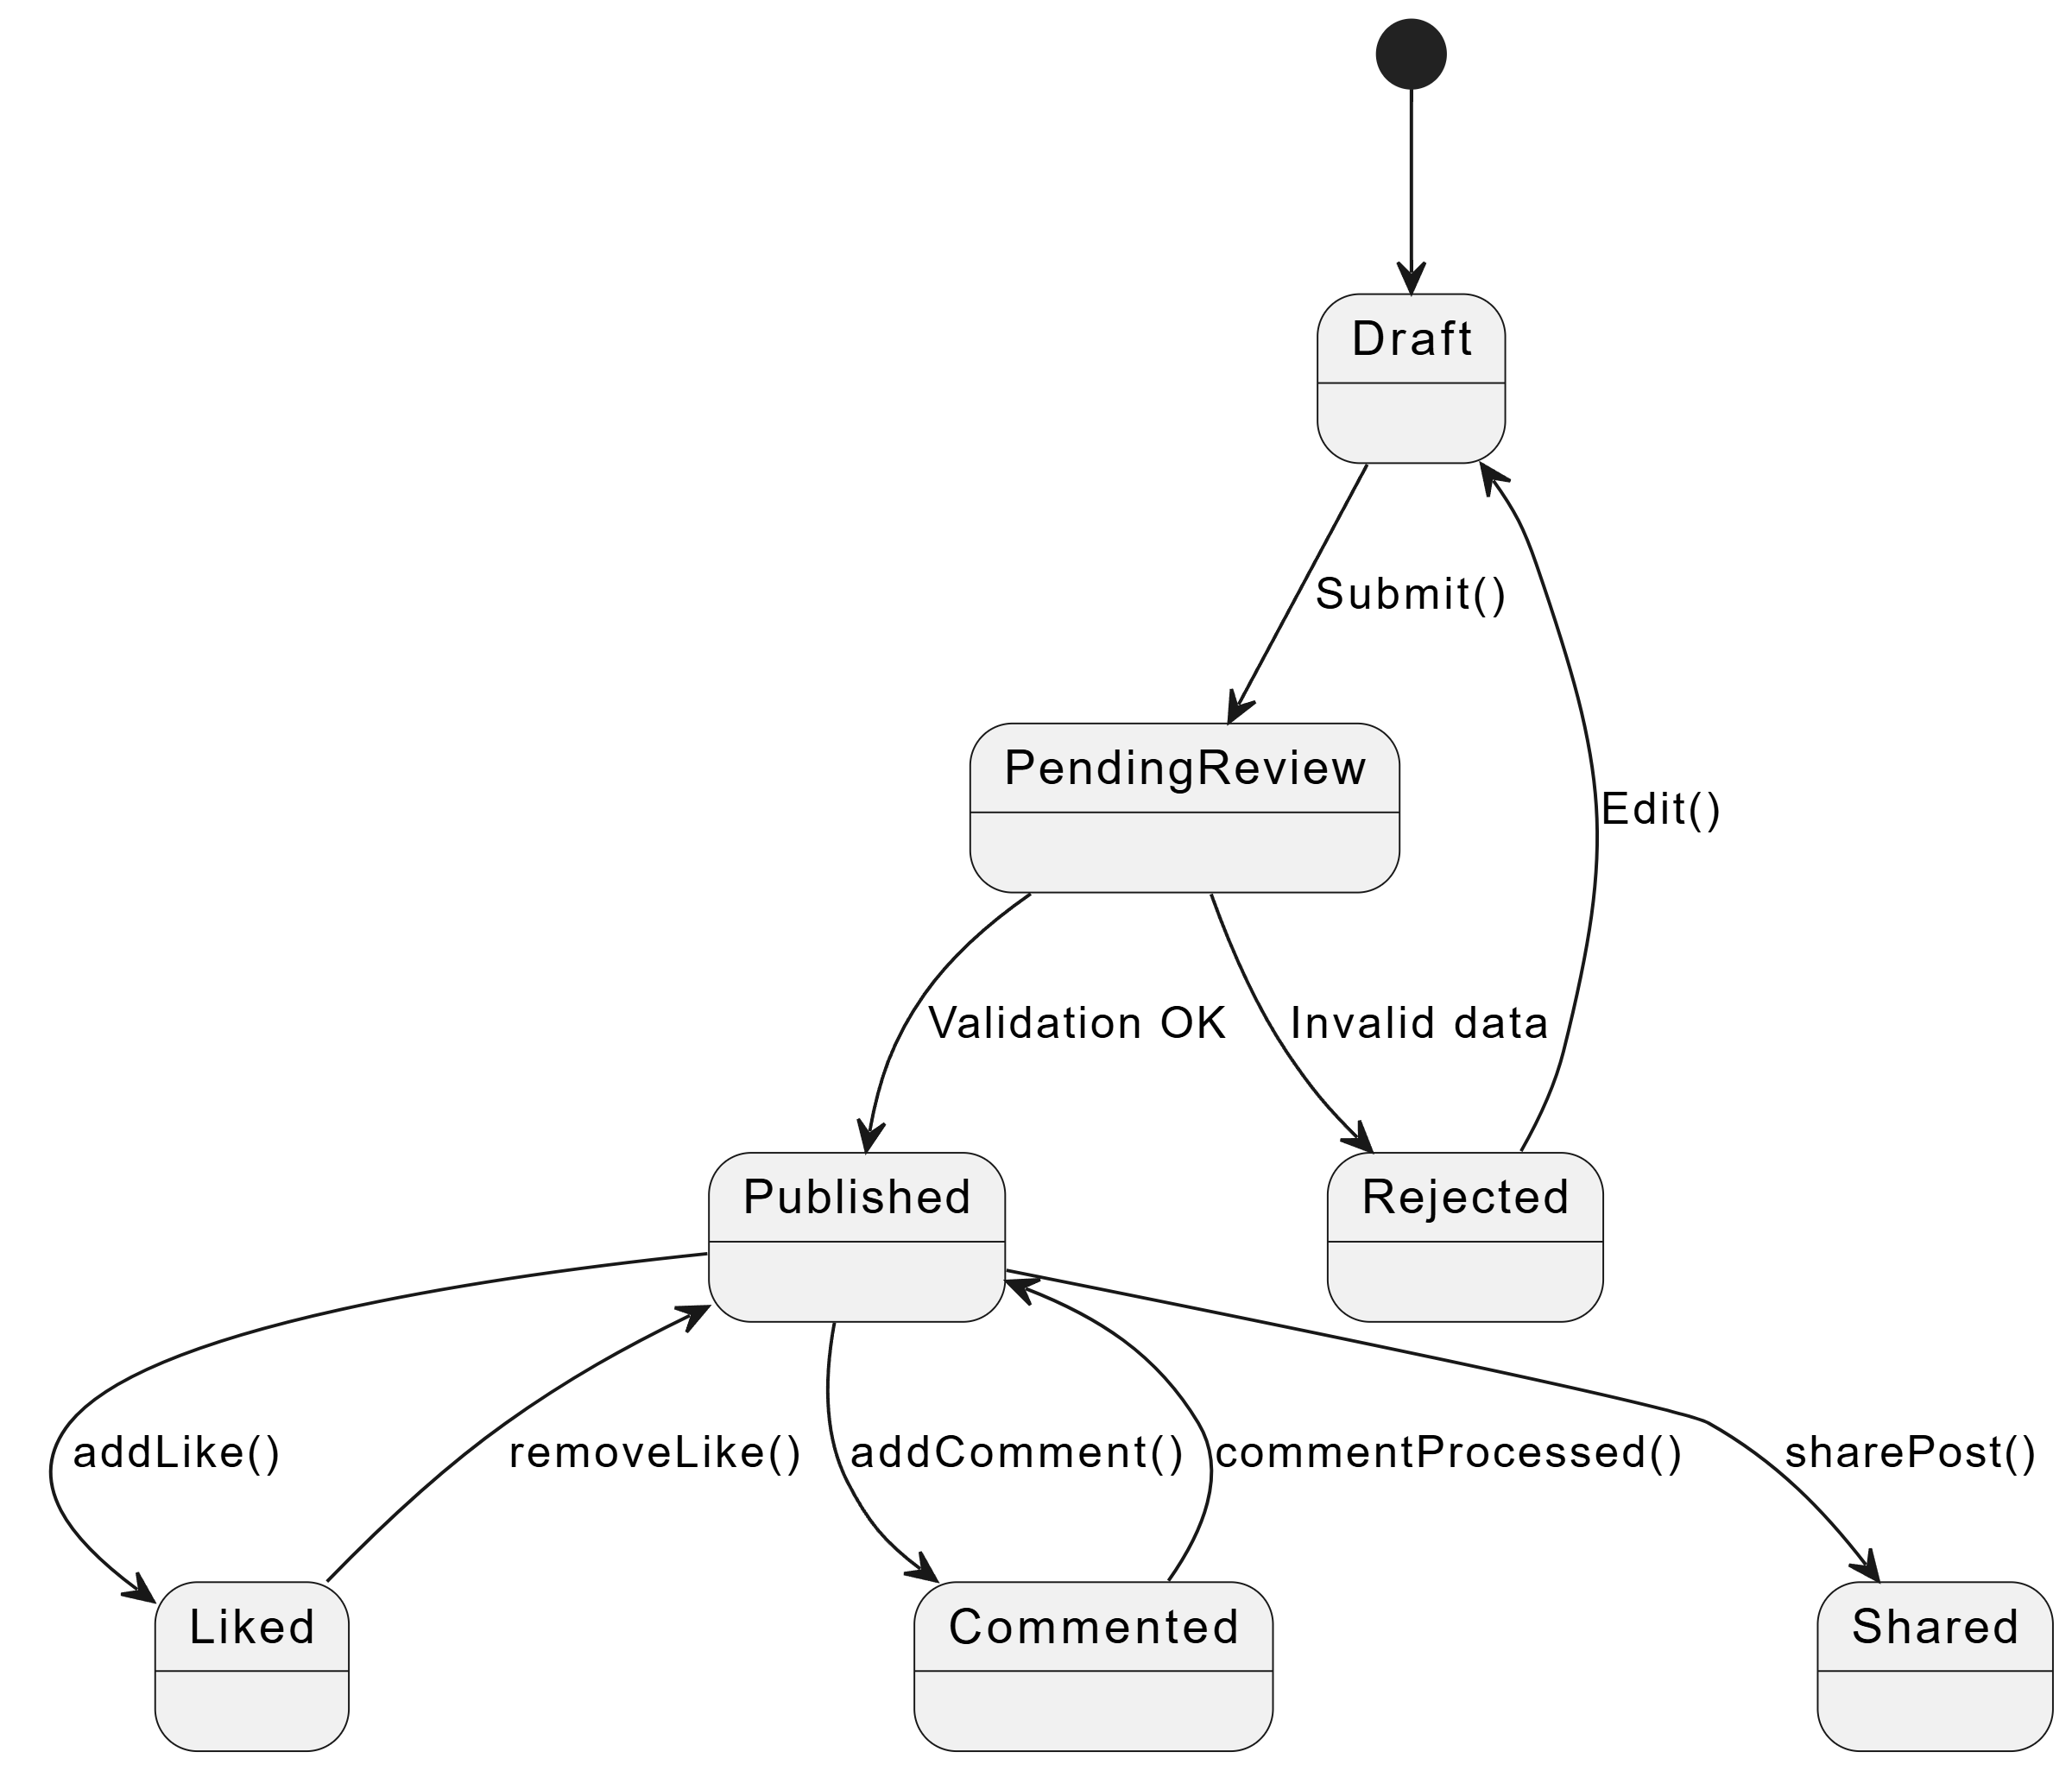 Draft
Submit()
PendingReview
Edit()
Validation OK
Invalid data
Published
Rejected
addLike()
removeLike()
addComment()
commentProcessed()
sharePost()
Liked
Commented
Shared